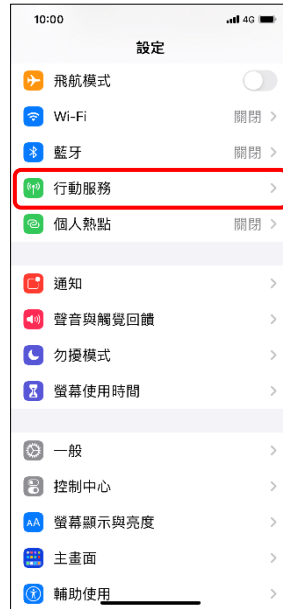 10:00 4G
設定
飛航模式
Wi-Fi 關閉
藍牙 關閉
行動服務
個人熱點 關閉
通知
聲音與觸覺回饋
勿擾模式
螢幕使用時間
一般
控制中心
AA 螢幕顯示與亮度
主畫面
輔助使用